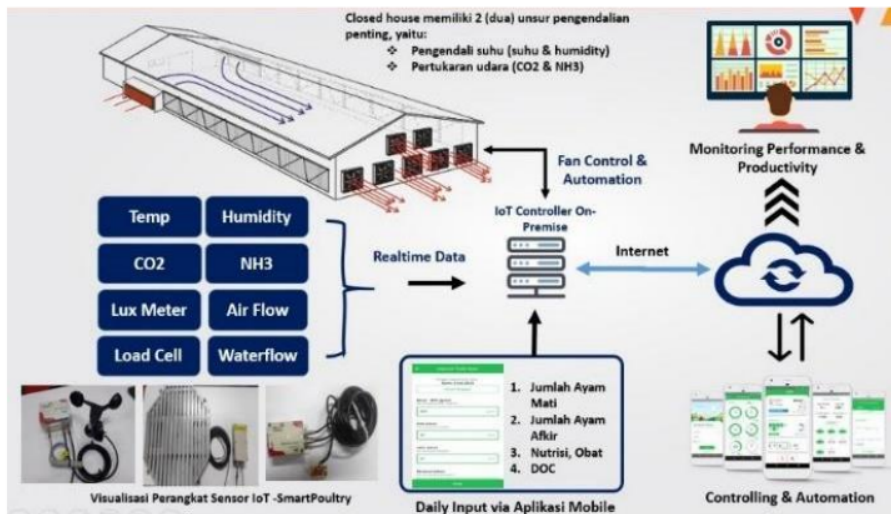 Closed house memiliki 2 (dua) unsur pengendalian
penting, yaitu:
❖ Pengendali suhu (suhu & humidity)
❖ Pertukaran udara (CO2 & NH3)
Monitoring Performance &
Productivity
Fan Control &
Automation
IoT Controller On-
Premise
Temp
Humidity
CO2
NH3
Lux Meter
Air Flow
Load Cell
Waterflow
Realtime Data
Internet
1. Jumlah Ayam
Mati
2. Jumlah Ayam
Afkir
3. Nutrisi, Obat
4. DOC
Visualisasi Perangkat Sensor IoT -SmartPoultry
Daily Input via Aplikasi Mobile
Controlling & Automation